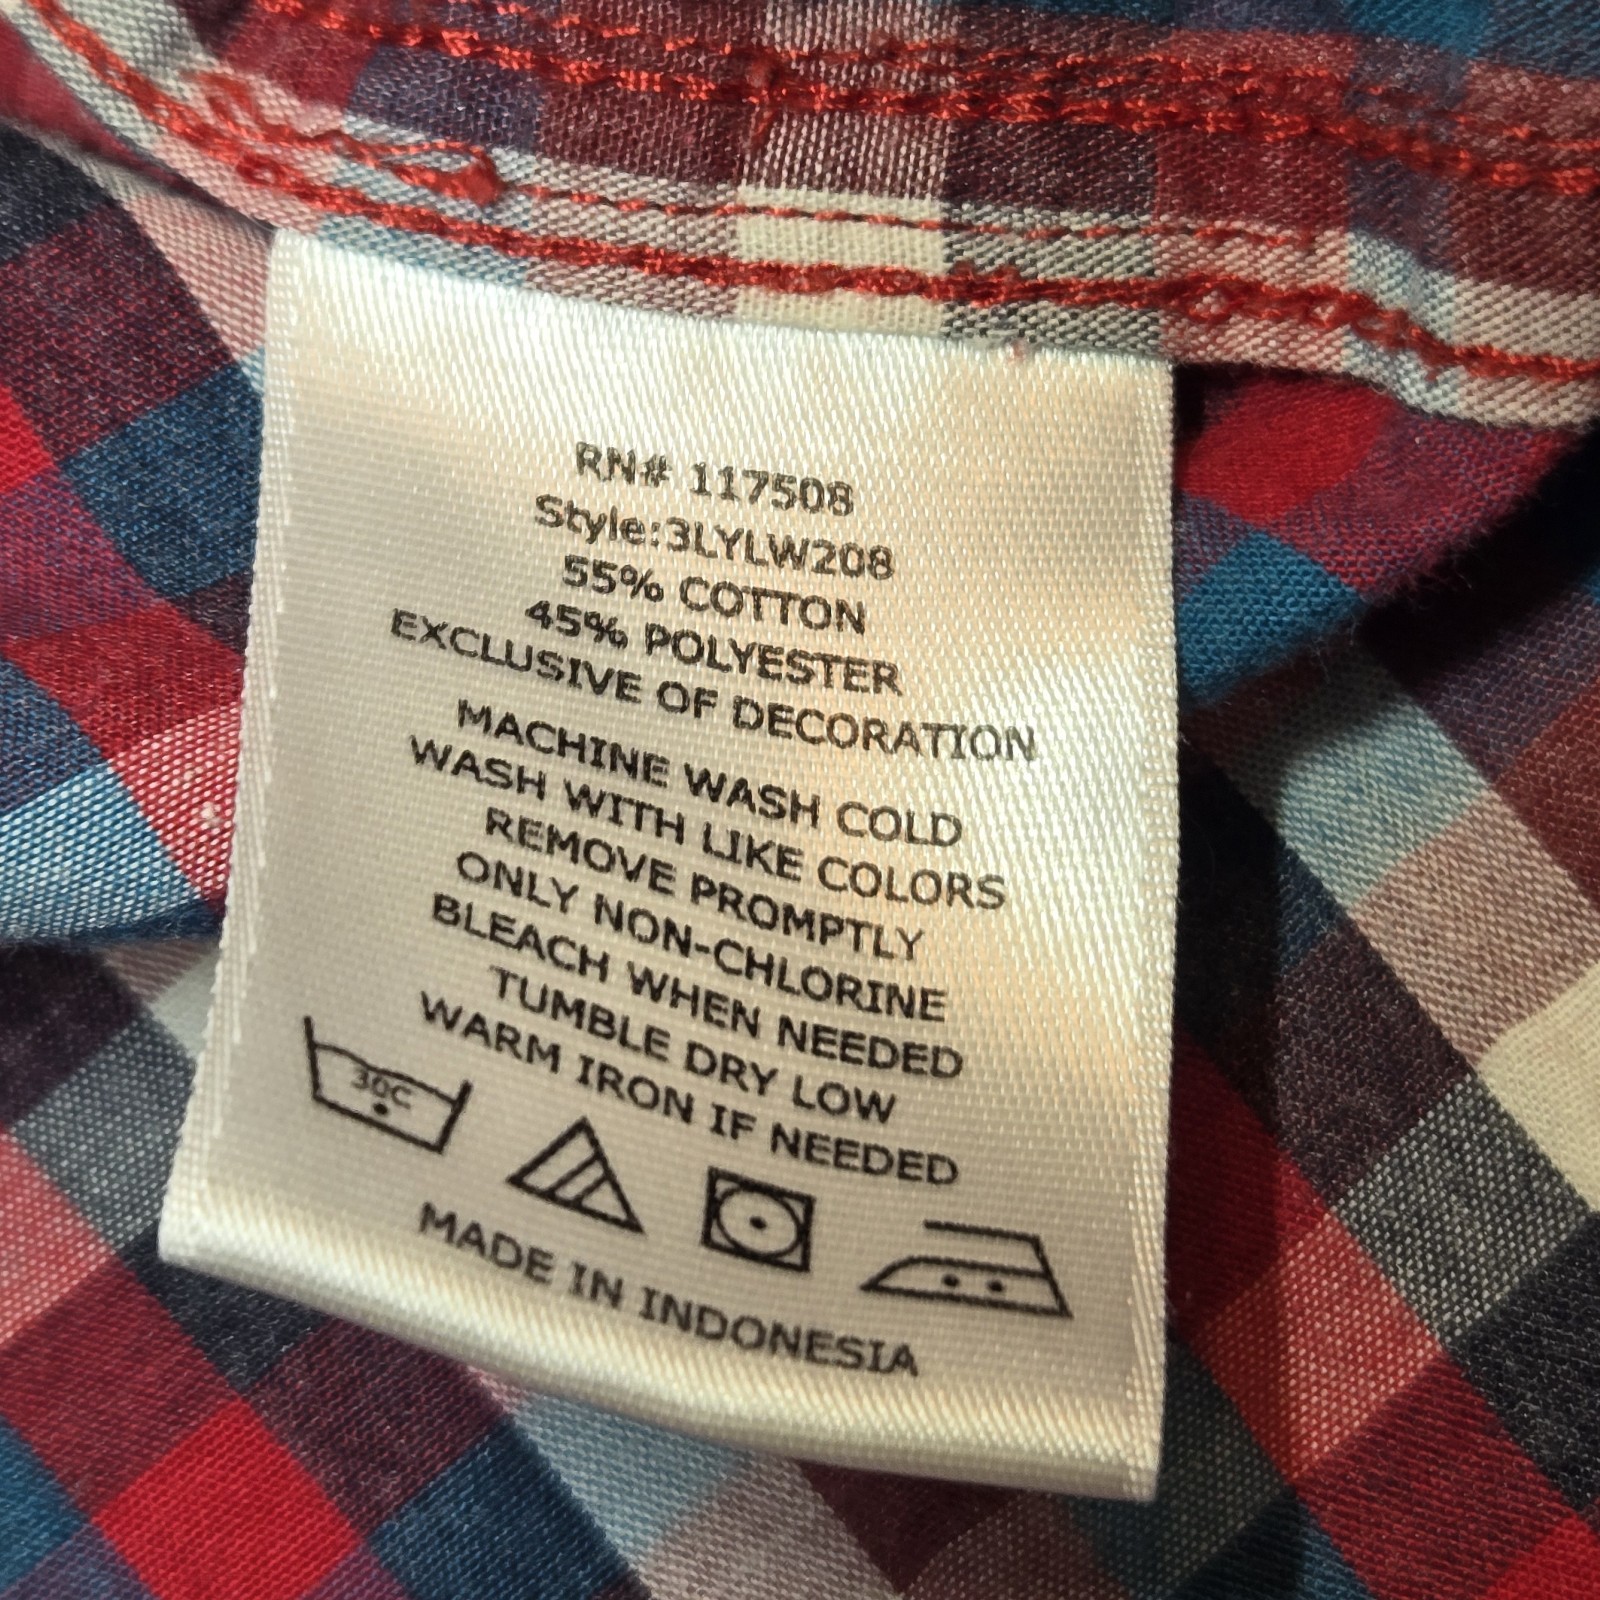 RN# 117508
Style:3LYLW208
55% COTTON
45% POLYESTER
EXCLUSIVE OF DECORATION
MACHINE WASH COLD
WASH WITH LIKE COLORS
REMOVE PROMPTLY
ONLY NON-CHLORINE
BLEACH WHEN NEEDED
TUMBLE DRY LOW
WARM IRON IF NEEDED
30C
MADE IN INDONESIA